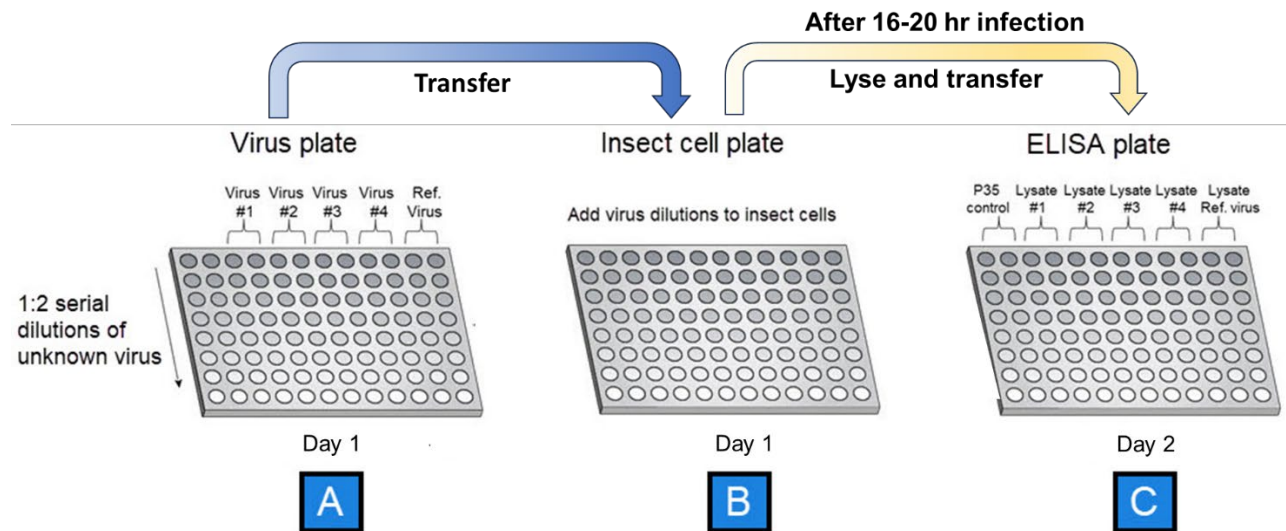 After 16-20 hr infection
Transfer
Lyse and transfer
Virus plate
Insect cell plate
ELISA plate
Virus #1
Virus #2
Virus #3
Virus #4
Ref. Virus
Add virus dilutions to insect cells
P35 control
Lysate #1
Lysate #2
Lysate #3
Lysate #4
Lysate Ref. virus
1:2 serial
dilutions of
unknown virus
Day 1
Day 1
Day 2
A
B
C